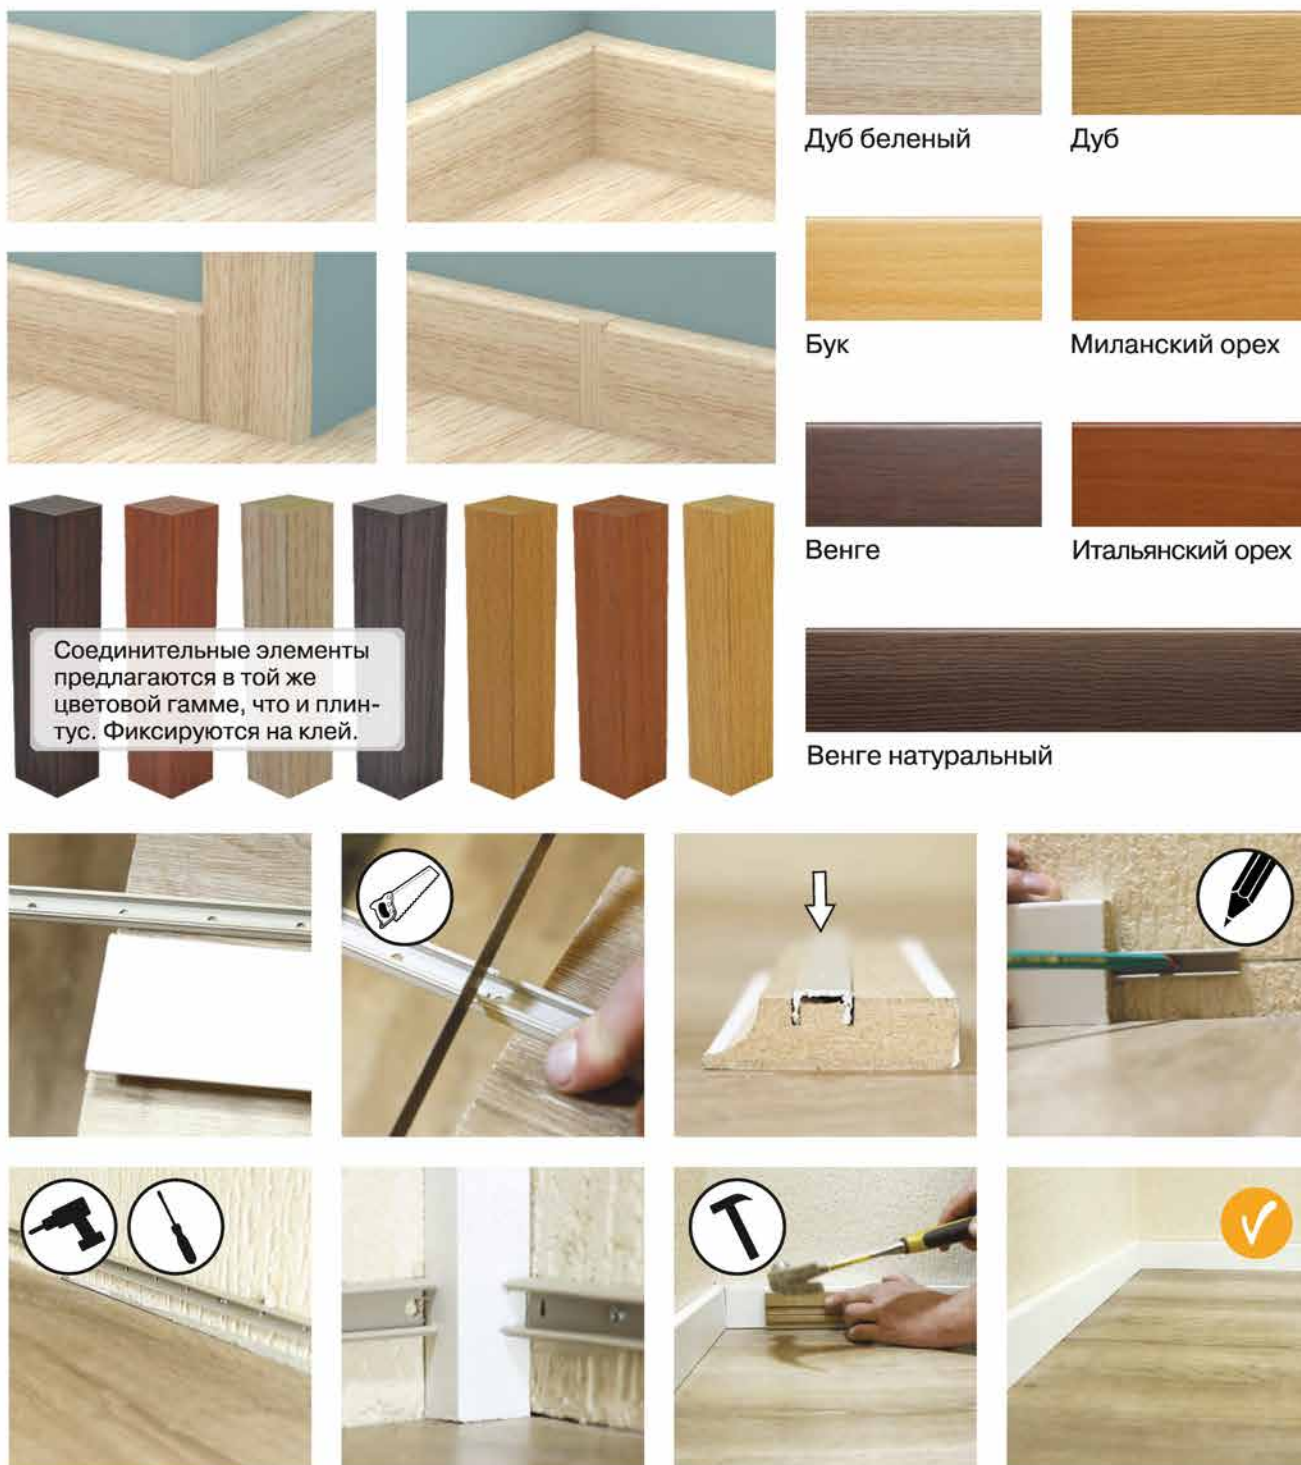 Дуб беленый
Дуб
Бук
Миланский орех
Венге
Итальянский орех
Соединительные элементы
предлагаются в той же
цветовой гамме, что и плин-
тус. Фиксируются на клей.
Венге натуральный